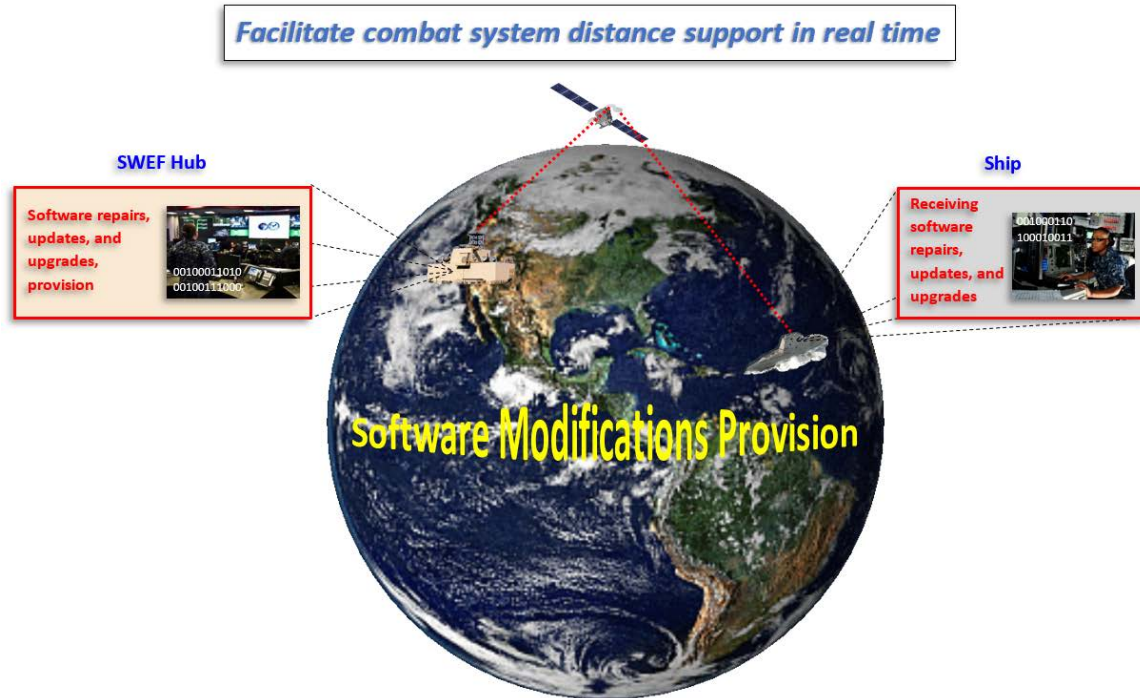 Facilitate combat system distance support in real time
SWEF Hub
Software repairs,
updates, and
upgrades,
provision
00100011010
00100111000
Ship
Receiving
software
repairs,
updates, and
upgrades
001000110
100010011
Software Modifications Provision